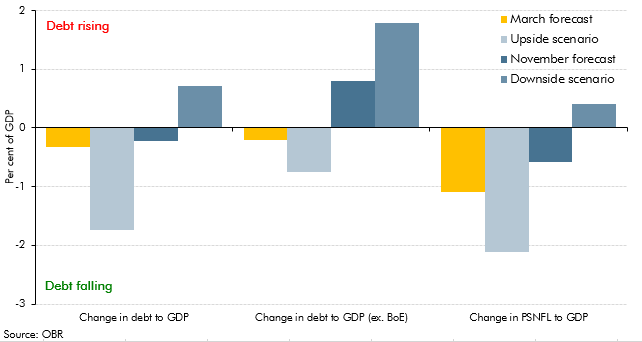 2
1
0
-1
-2
-3
Per cent of GDP
Debt rising
Debt falling
March forecast
Upside scenario
November forecast
Downside scenario
Change in debt to GDP
Change in debt to GDP (ex. BoE)
Change in PSNFL to GDP
Source: OBR